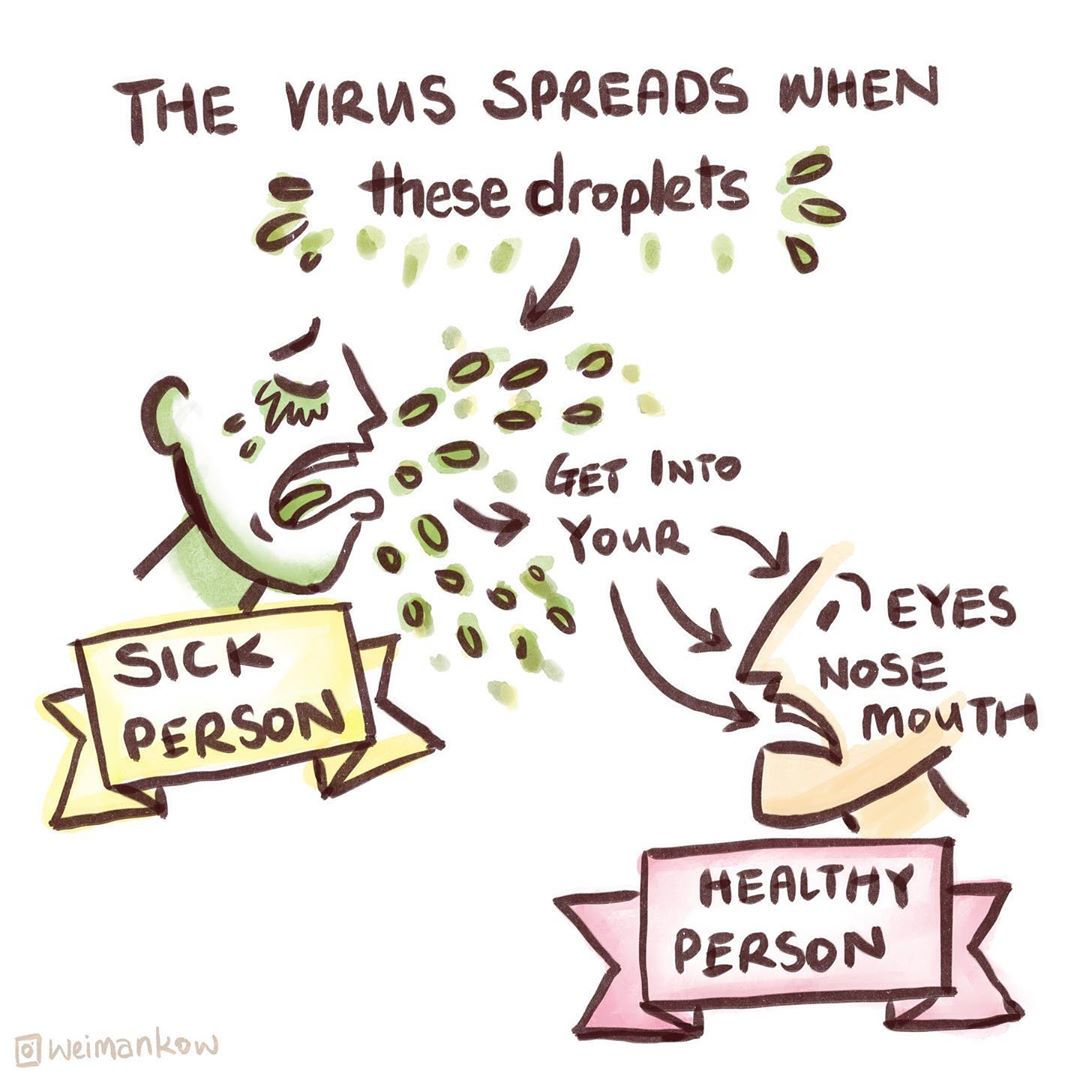 THE VIRUS SPREADS WHEN
these droplets
GET INTO
YOUR
EYES
NOSE
MOUTH
SICK
PERSON
HEALTHY
PERSON
weimankow